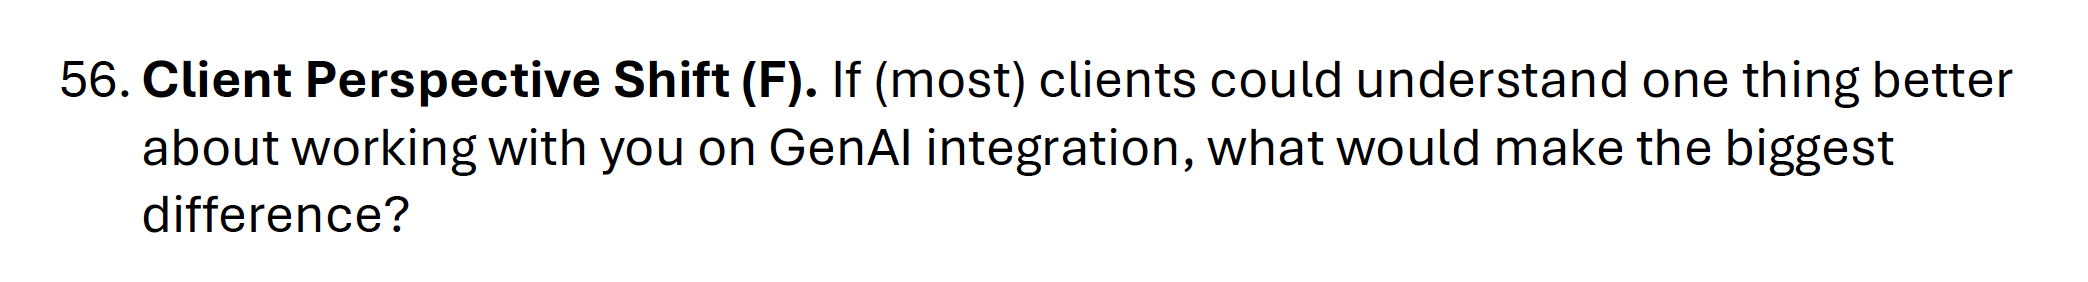 56. Client Perspective Shift (F). If (most) clients could understand one thing better
about working with you on GenAI integration, what would make the biggest
difference?